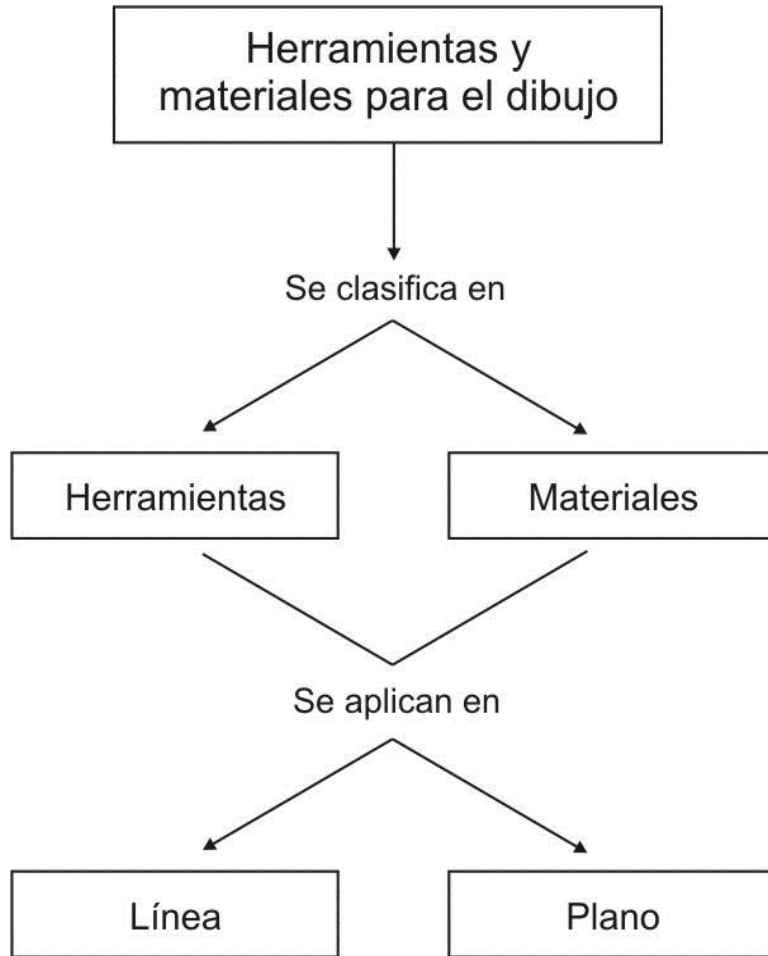 Herramientas y
materiales para el dibujo
Se clasifica en
Herramientas
Materiales
Se aplican en
Línea
Plano